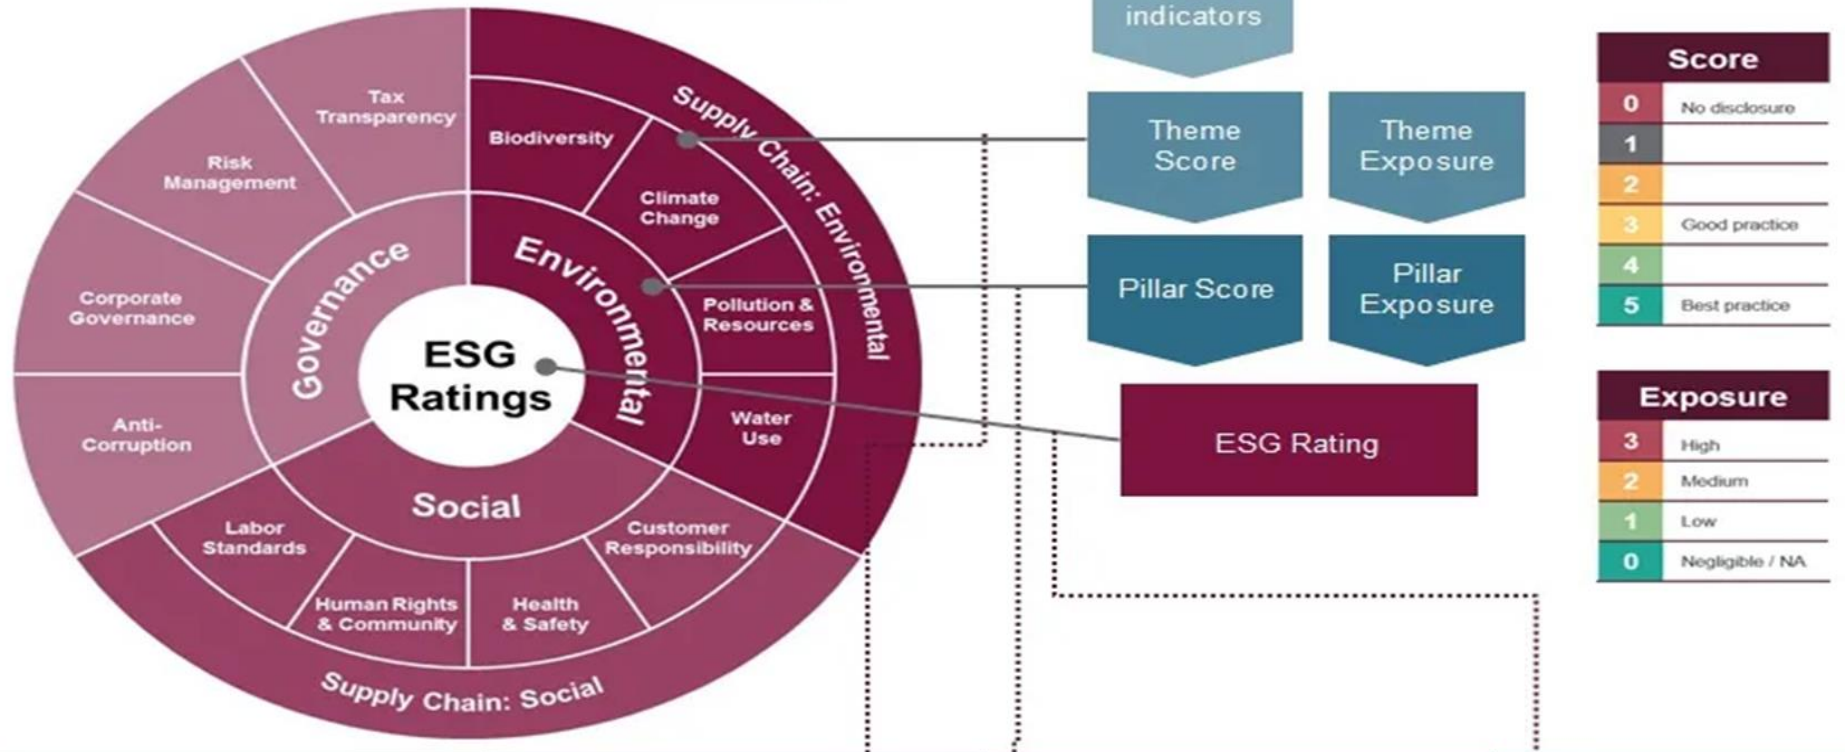 Tax
Transparency
Risk
Management
Corporate
Governance
Anti-
Corruption
Governance
Biodiversity
Climate
Change
Pollution &
Resources
Water
Use
Environmental
Supply Chain: Environmental
ESG
Ratings
Social
Labor
Standards
Human Rights
& Community
Health
& Safety
Customer
Responsibility
Supply Chain: Social
indicators
Theme
Score
Theme
Exposure
Pillar Score
Pillar
Exposure
ESG Rating
Score
0 No disclosure
1
2
3 Good practice
4
5 Best practice
Exposure
3 High
2 Medium
1 Low
0 Negligible / NA